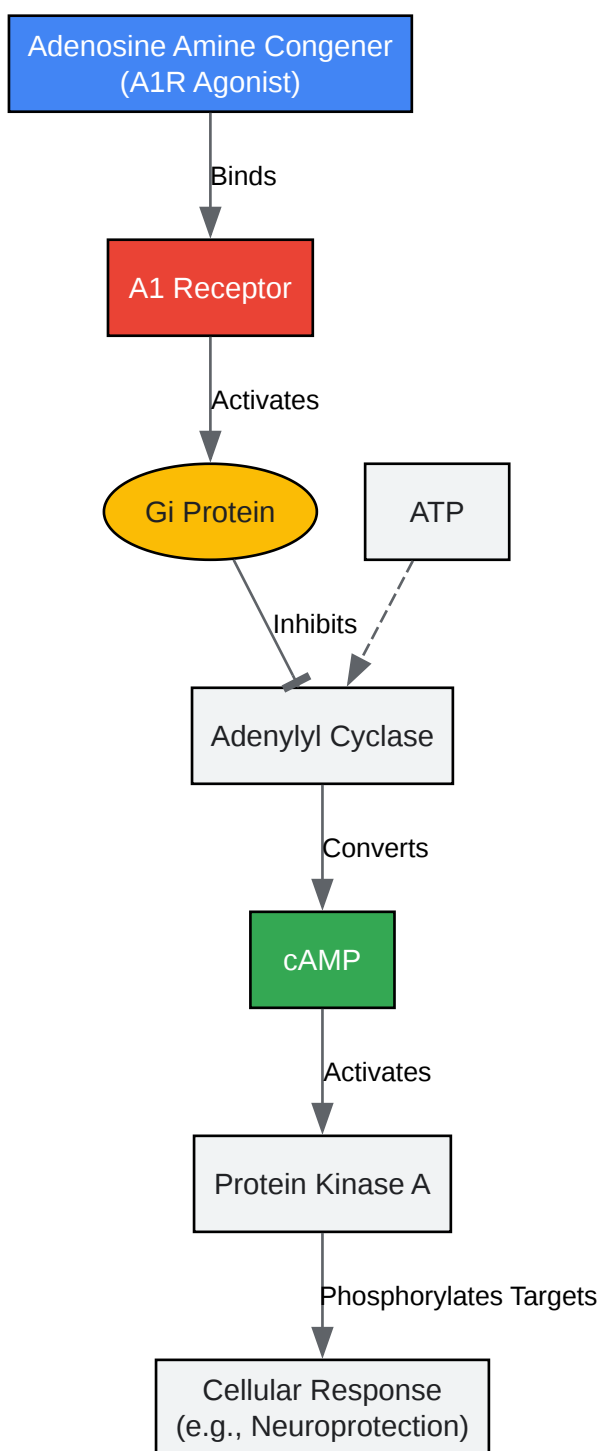 Adenosine Amine Congener
(A1R Agonist)
Binds
A1 Receptor
Activates
Gi Protein
ATP
Inhibits
Adenylyl Cyclase
Converts
cAMP
Activates
Protein Kinase A
Phosphorylates Targets
Cellular Response
(e.g., Neuroprotection)